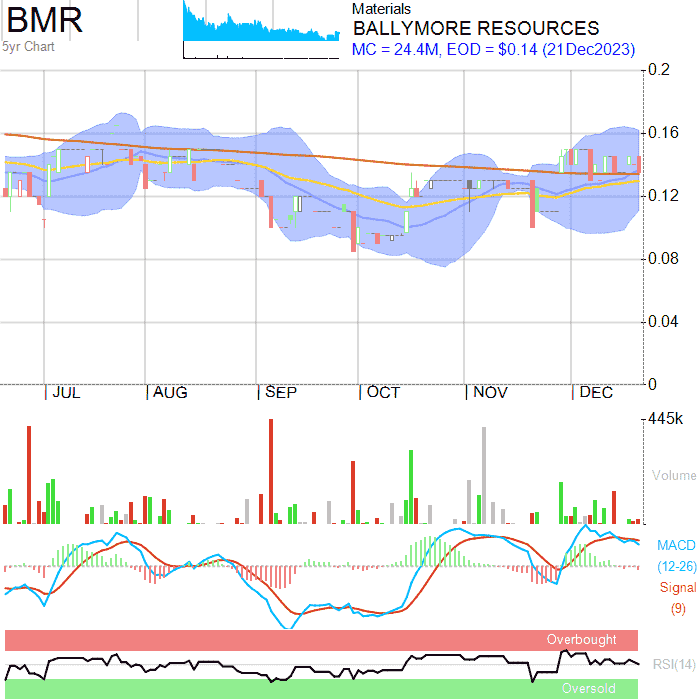 BMR
5yr Chart
Materials
BALLYMORE RESOURCES
MC = 24.4M, EOD = $0.14 (21Dec2023)
0.2
0.16
0.12
0.08
0.04
0
JUL AUG SEP OCT NOV DEC
445k
Volume
MACD
(12-26)
Signal
(9)
Overbought
RSI(14)
Oversold